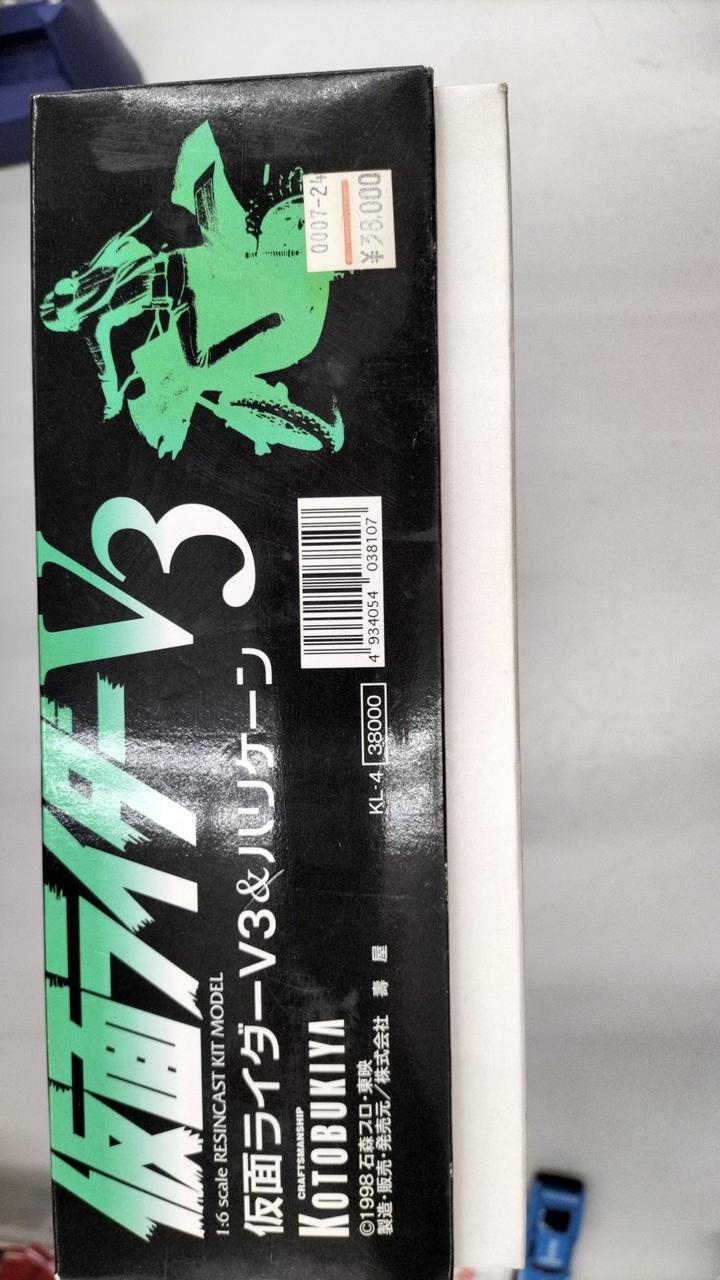 仮面ライダーV3
1:6 scale RESINCAST KIT MODEL
仮面ライダーV3&ハリケーン
CRAFTSMANSHIP
KOTOBUKIYA
©1998 石森プロ・東映
製造・販売・発売元/株式会社 壽 屋
KL-4 38000
4 934054 038107
0007-24
¥28,000